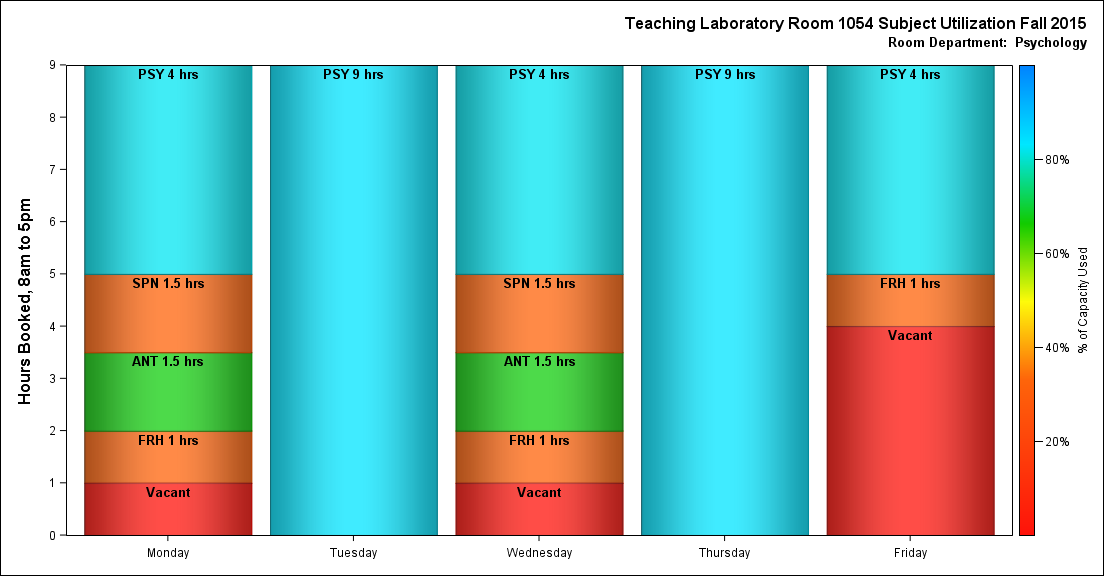 Teaching Laboratory Room 1054 Subject Utilization Fall 2015
Room Department: Psychology
Hours Booked, 8am to 5pm
9
8
7
6
5
4
3
2
1
0
PSY 4 hrs
SPN 1.5 hrs
ANT 1.5 hrs
FRH 1 hrs
Vacant
PSY 9 hrs
PSY 4 hrs
SPN 1.5 hrs
ANT 1.5 hrs
FRH 1 hrs
Vacant
PSY 9 hrs
PSY 4 hrs
FRH 1 hrs
Vacant
Monday
Tuesday
Wednesday
Thursday
Friday
80%
60%
40%
20%
% of Capacity Used